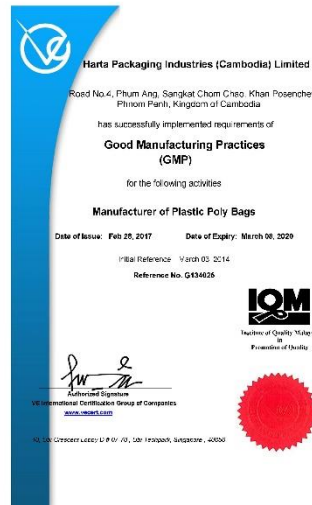 Harta Packaging Industries (Cambodia) Limited
Road No.4, Phum Ang, Sangkat Chom Chao, Khan Posenchey
Phnom Penh, Kingdom of Cambodia
has successfully implemented requirements of
Good Manufacturing Practices
(GMP)
for the following activities
Manufacturer of Plastic Poly Bags
Date of Issue: Feb 28, 2017 Date of Expiry: March 08, 2020
Initial Reference March 03, 2014
Reference No. G134026
IQM
Institute of Quality Malaysia
in
Promotion of Quality
Authorized Signature
VE International Certification Group of Companies
www.vecert.com
Singapore